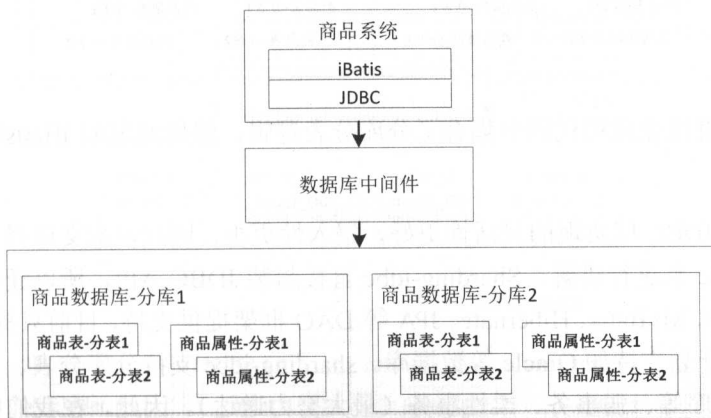 商品系统
iBatis
JDBC
数据库中间件
商品数据库-分库1
商品表-分表1
商品属性-分表1
商品表-分表2
商品属性-分表2
商品数据库-分库2
商品表-分表1
商品属性-分表1
商品表-分表2
商品属性-分表2